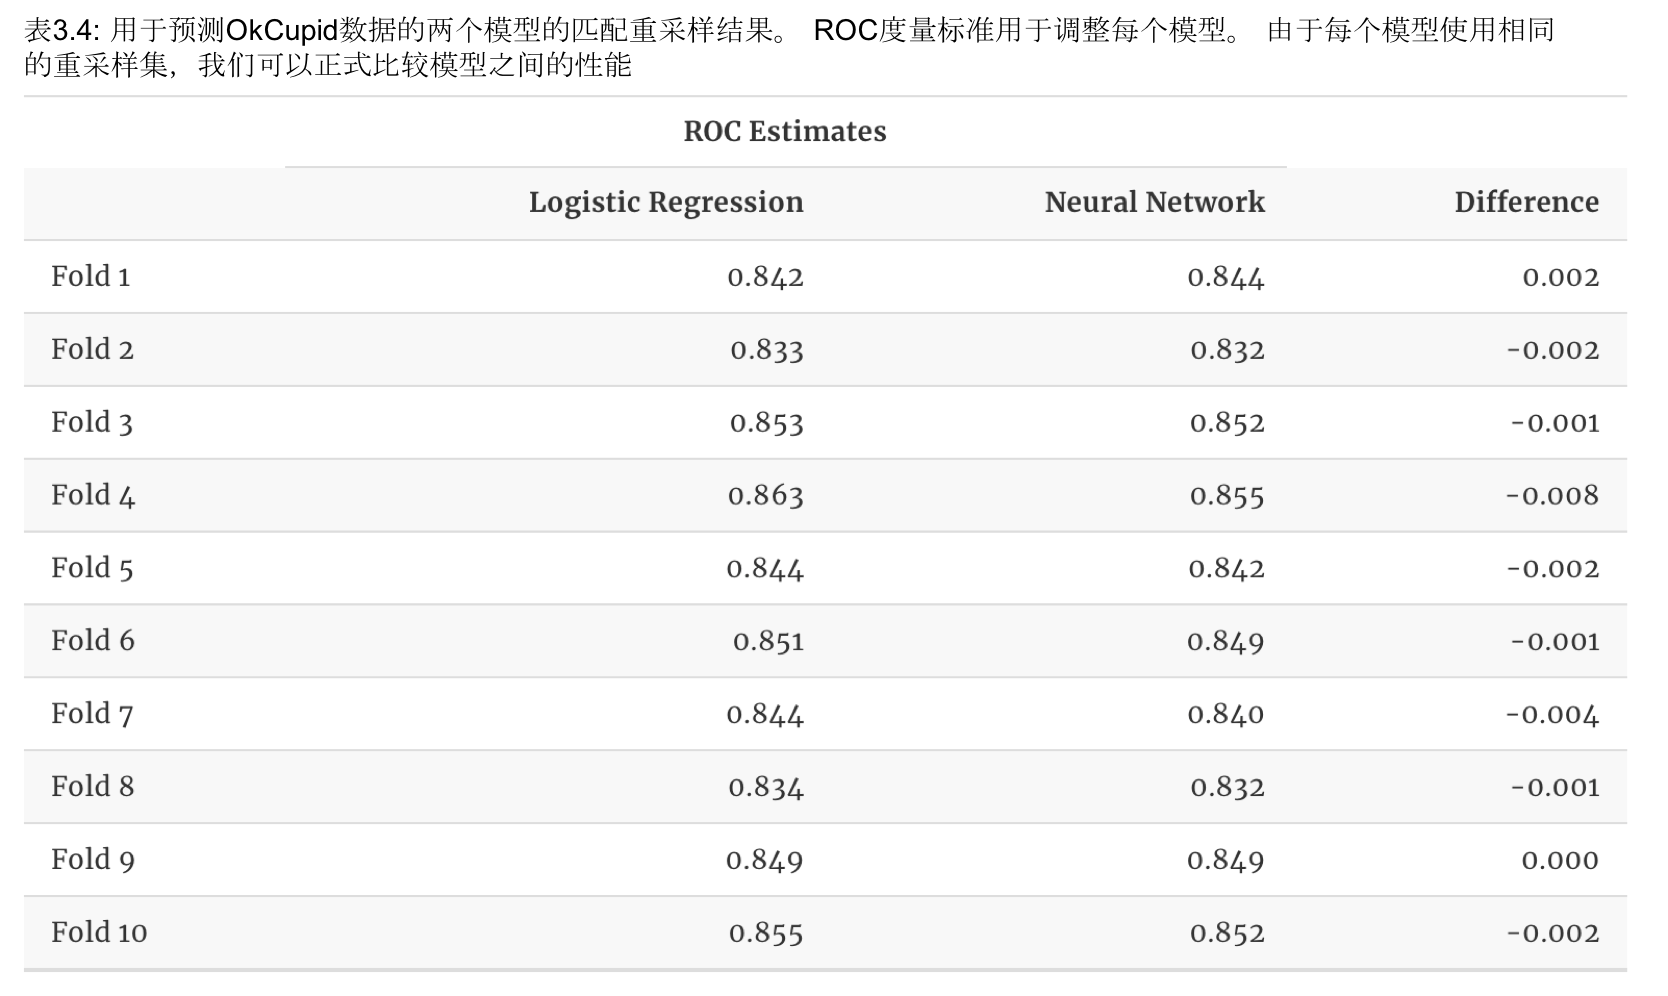 表3.4: 用于预测OkCupid数据的两个模型的匹配重采样结果。 ROC度量标准用于调整每个模型。 由于每个模型使用相同
的重采样集，我们可以正式比较模型之间的性能
ROC Estimates
Logistic Regression Neural Network Difference
Fold 1 0.842 0.844 0.002
Fold 2 0.833 0.832 -0.002
Fold 3 0.853 0.852 -0.001
Fold 4 0.863 0.855 -0.008
Fold 5 0.844 0.842 -0.002
Fold 6 0.851 0.849 -0.001
Fold 7 0.844 0.840 -0.004
Fold 8 0.834 0.832 -0.001
Fold 9 0.849 0.849 0.000
Fold 10 0.855 0.852 -0.002